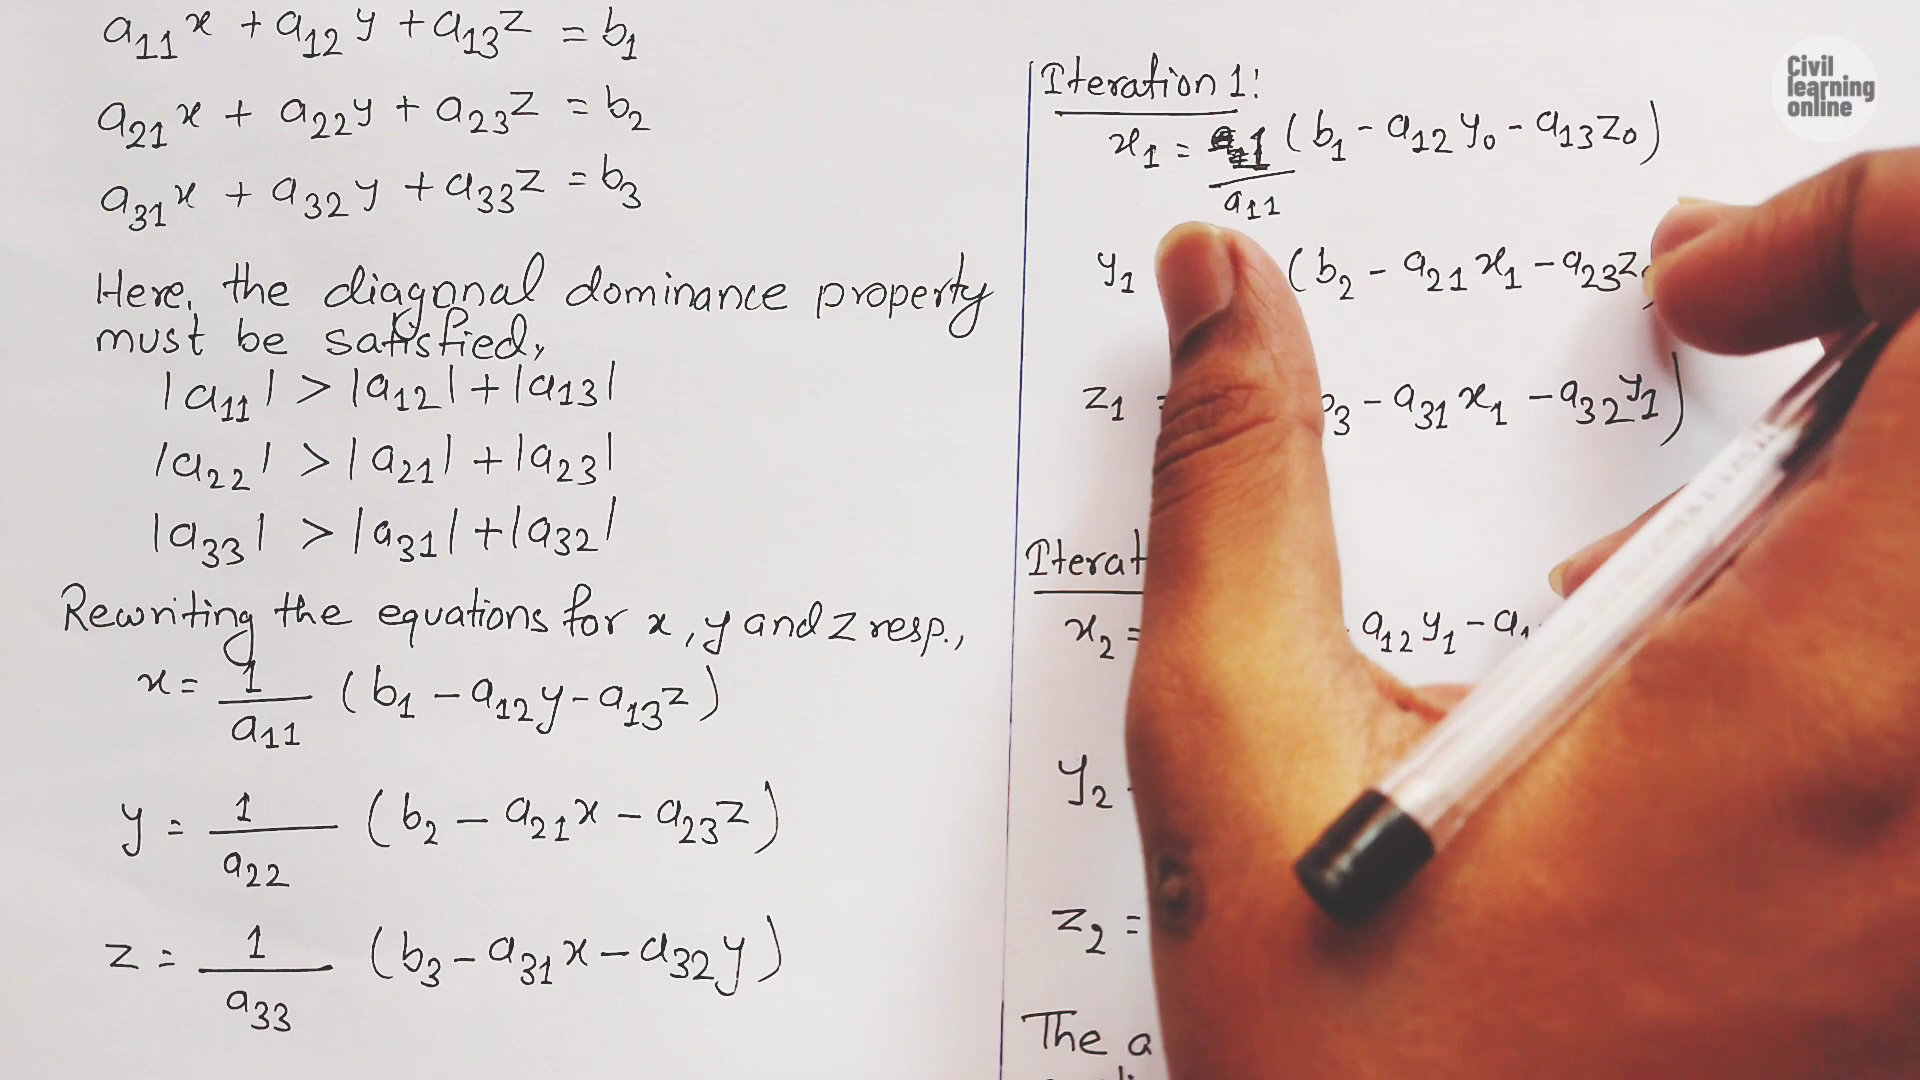 a11x + a12y + a13z = b1
a21x + a22y + a23z = b2
a31x + a32y + a33z = b3
Here, the diagonal dominance property
must be satisfied,
|a11| > |a12| + |a13|
|a22| > |a21| + |a23|
|a33| > |a31| + |a32|
Rewriting the equations for x, y and z resp.,
x = 1/a11 (b1 - a12y - a13z)
y = 1/a22 (b2 - a21x - a23z)
z = 1/a33 (b3 - a31x - a32y)
Iteration 1:
x1 = 1/a11 (b1 - a12y0 - a13z0)
y1 (b2 - a21x1 - a23z
z1 = b3 - a31x1 - a32y1)
x2 = a12y1 -
y2
z2 =
The a
Civil
learning
online